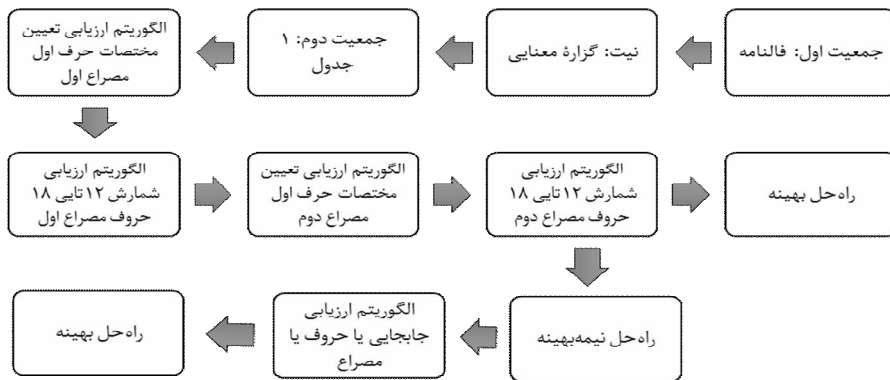 جمعیت اول: فالنامه
نیت: گزارهٔ معنایی
جمعیت دوم: ۱
جدول
الگوریتم ارزیابی تعیین
مختصات حرف اول
مصراع اول
الگوریتم ارزیابی
شمارش ۱۲تایی ۱۸
حروف مصراع اول
الگوریتم ارزیابی تعیین
مختصات حرف اول
مصراع دوم
الگوریتم ارزیابی
شمارش ۱۲تایی ۱۸
حروف مصراع دوم
راه‌حل بهینه
راه‌حل نیمه‌بهینه
الگوریتم ارزیابی
جابجایی یا حروف یا
مصراع
راه‌حل بهینه